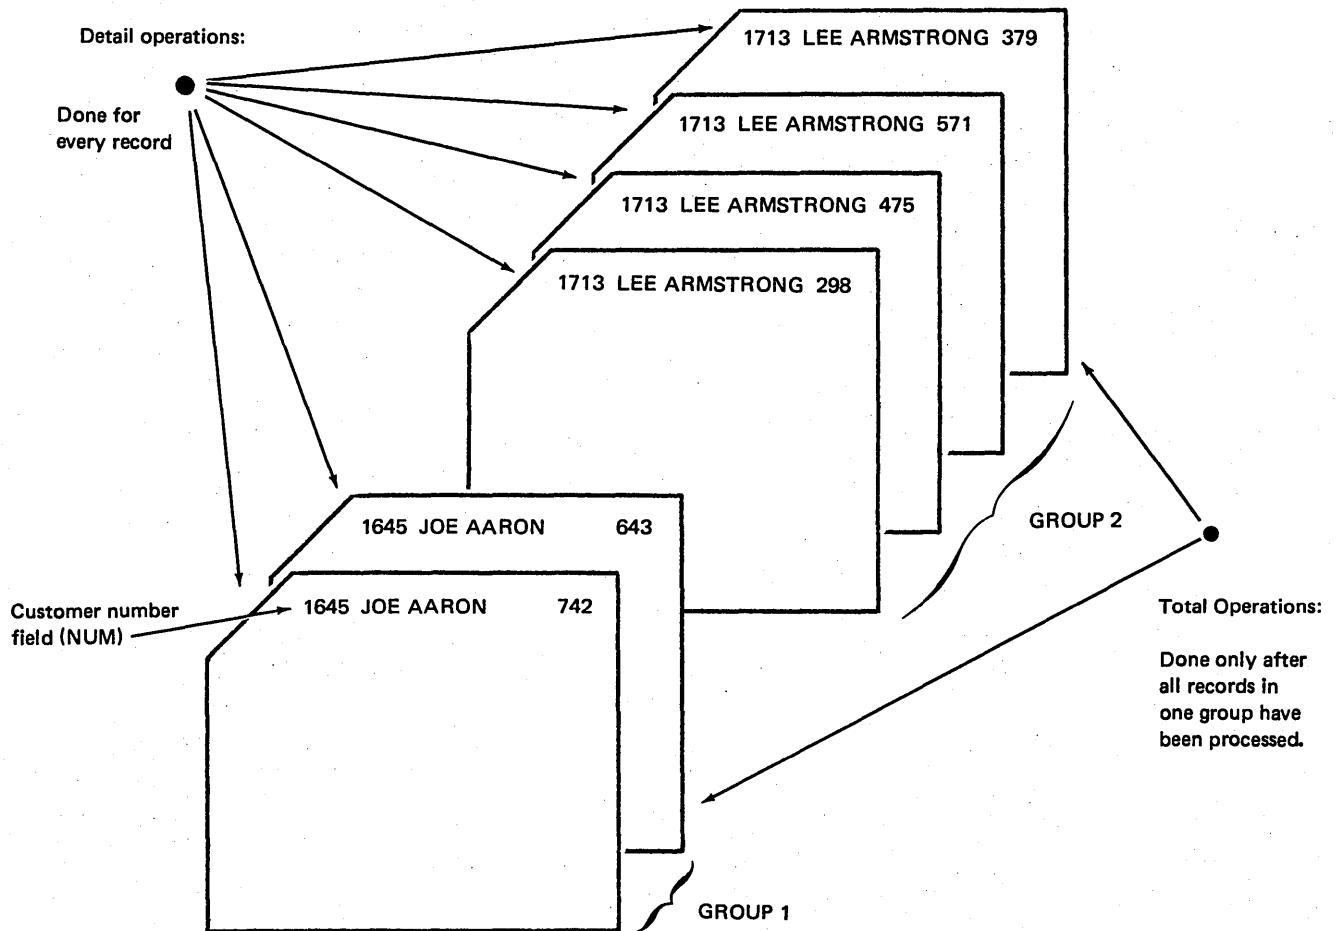 Detail operations:
Done for
every record
1713 LEE ARMSTRONG 379
1713 LEE ARMSTRONG 571
1713 LEE ARMSTRONG 475
1713 LEE ARMSTRONG 298
1645 JOE AARON 643
1645 JOE AARON 742
Customer number
field (NUM)
GROUP 2
GROUP 1
Total Operations:
Done only after
all records in
one group have
been processed.